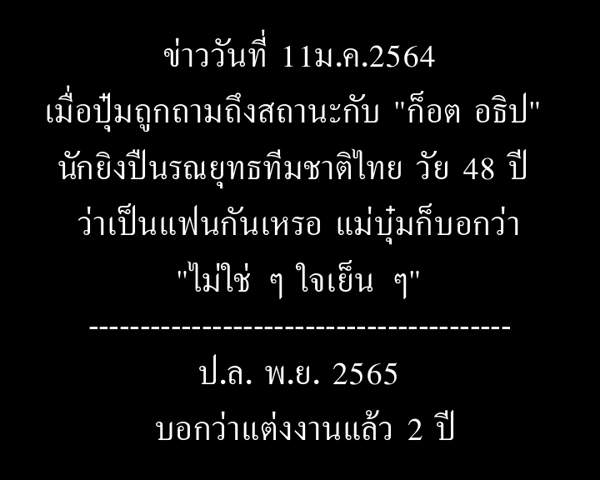 ข่าววันที่ 11ม.ค.2564
เมื่อปุ๋มถูกถามถึงสถานะกับ "ก็อต อธิป"
นักยิงปืนรณยุทธทีมชาติไทย วัย 48 ปี
ว่าเป็นแฟนกันเหรอ แม่บุ๋มก็บอกว่า
"ไม่ใช่ ๆ ใจเย็น ๆ"
-----------------------------------------
ป.ล. พ.ย. 2565
บอกว่าแต่งงานแล้ว 2 ปี